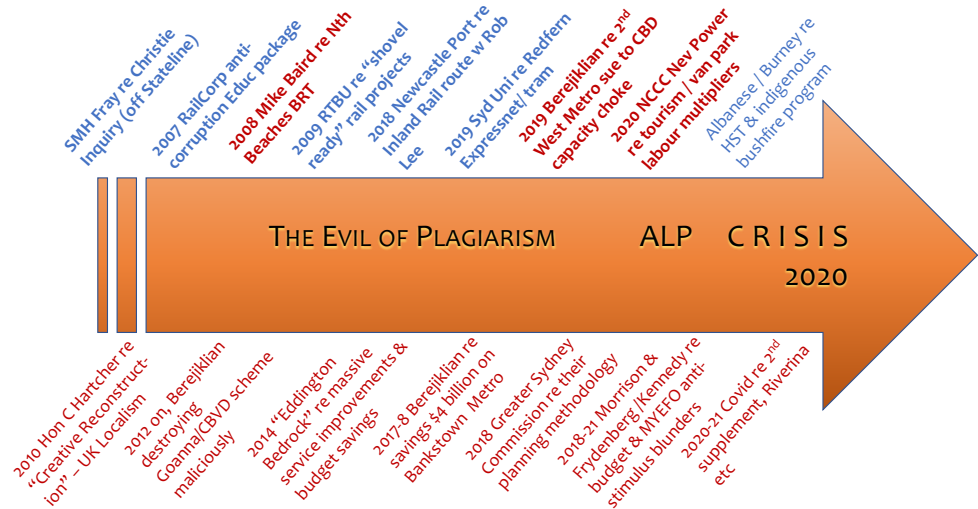 SMH Fray re Christie
Inquiry (off Stateline)
2007 RailCorp anti-
corruption Educ package
2008 Mike Baird re Nth
Beaches BRT
2009 RTBU re “shovel
ready” rail projects
2018 Newcastle Port re
Inland Rail route w Rob
Lee
2019 Syd Uni re Redfern
Expressnet/ tram
2019 Berejiklian re 2nd
West Metro sue to CBD
capacity choke
2020 NCCC Nev Power
re tourism / van park
labour multipliers
Albanese / Burney re
HST & indigenous
bushfire program
THE EVIL OF PLAGIARISM
ALP CRISIS
2020
2010 Hon C Hartcher re
“Creative Reconstruct-
ion” – UK Localism
2012 on, Berejiklian
destroying
Goanna/CBVD scheme
maliciously
2014 “Eddington
Bedrock” re massive
service improvements &
budget savings
2017-8 Bereijklian re
savings $4 billion on
Bankstown Metro
2018 Greater Sydney
Commission re their
planning methodology
2018-21 Morrison &
Frydenberg /Kennedy re
budget & MYEFO anti-
stimulus blunders
2020-21 Covid re 2nd
supplement, Riverina
etc